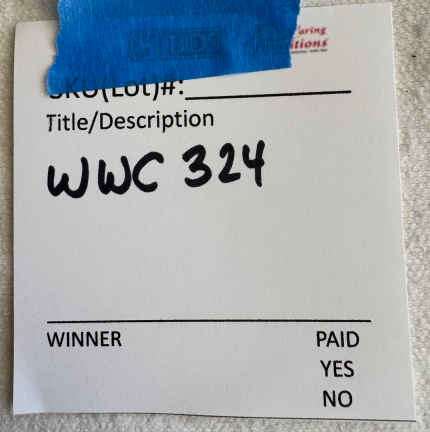 SKU(Lot)#:
Title/Description
WWC 324
WINNER PAID
YES
NO